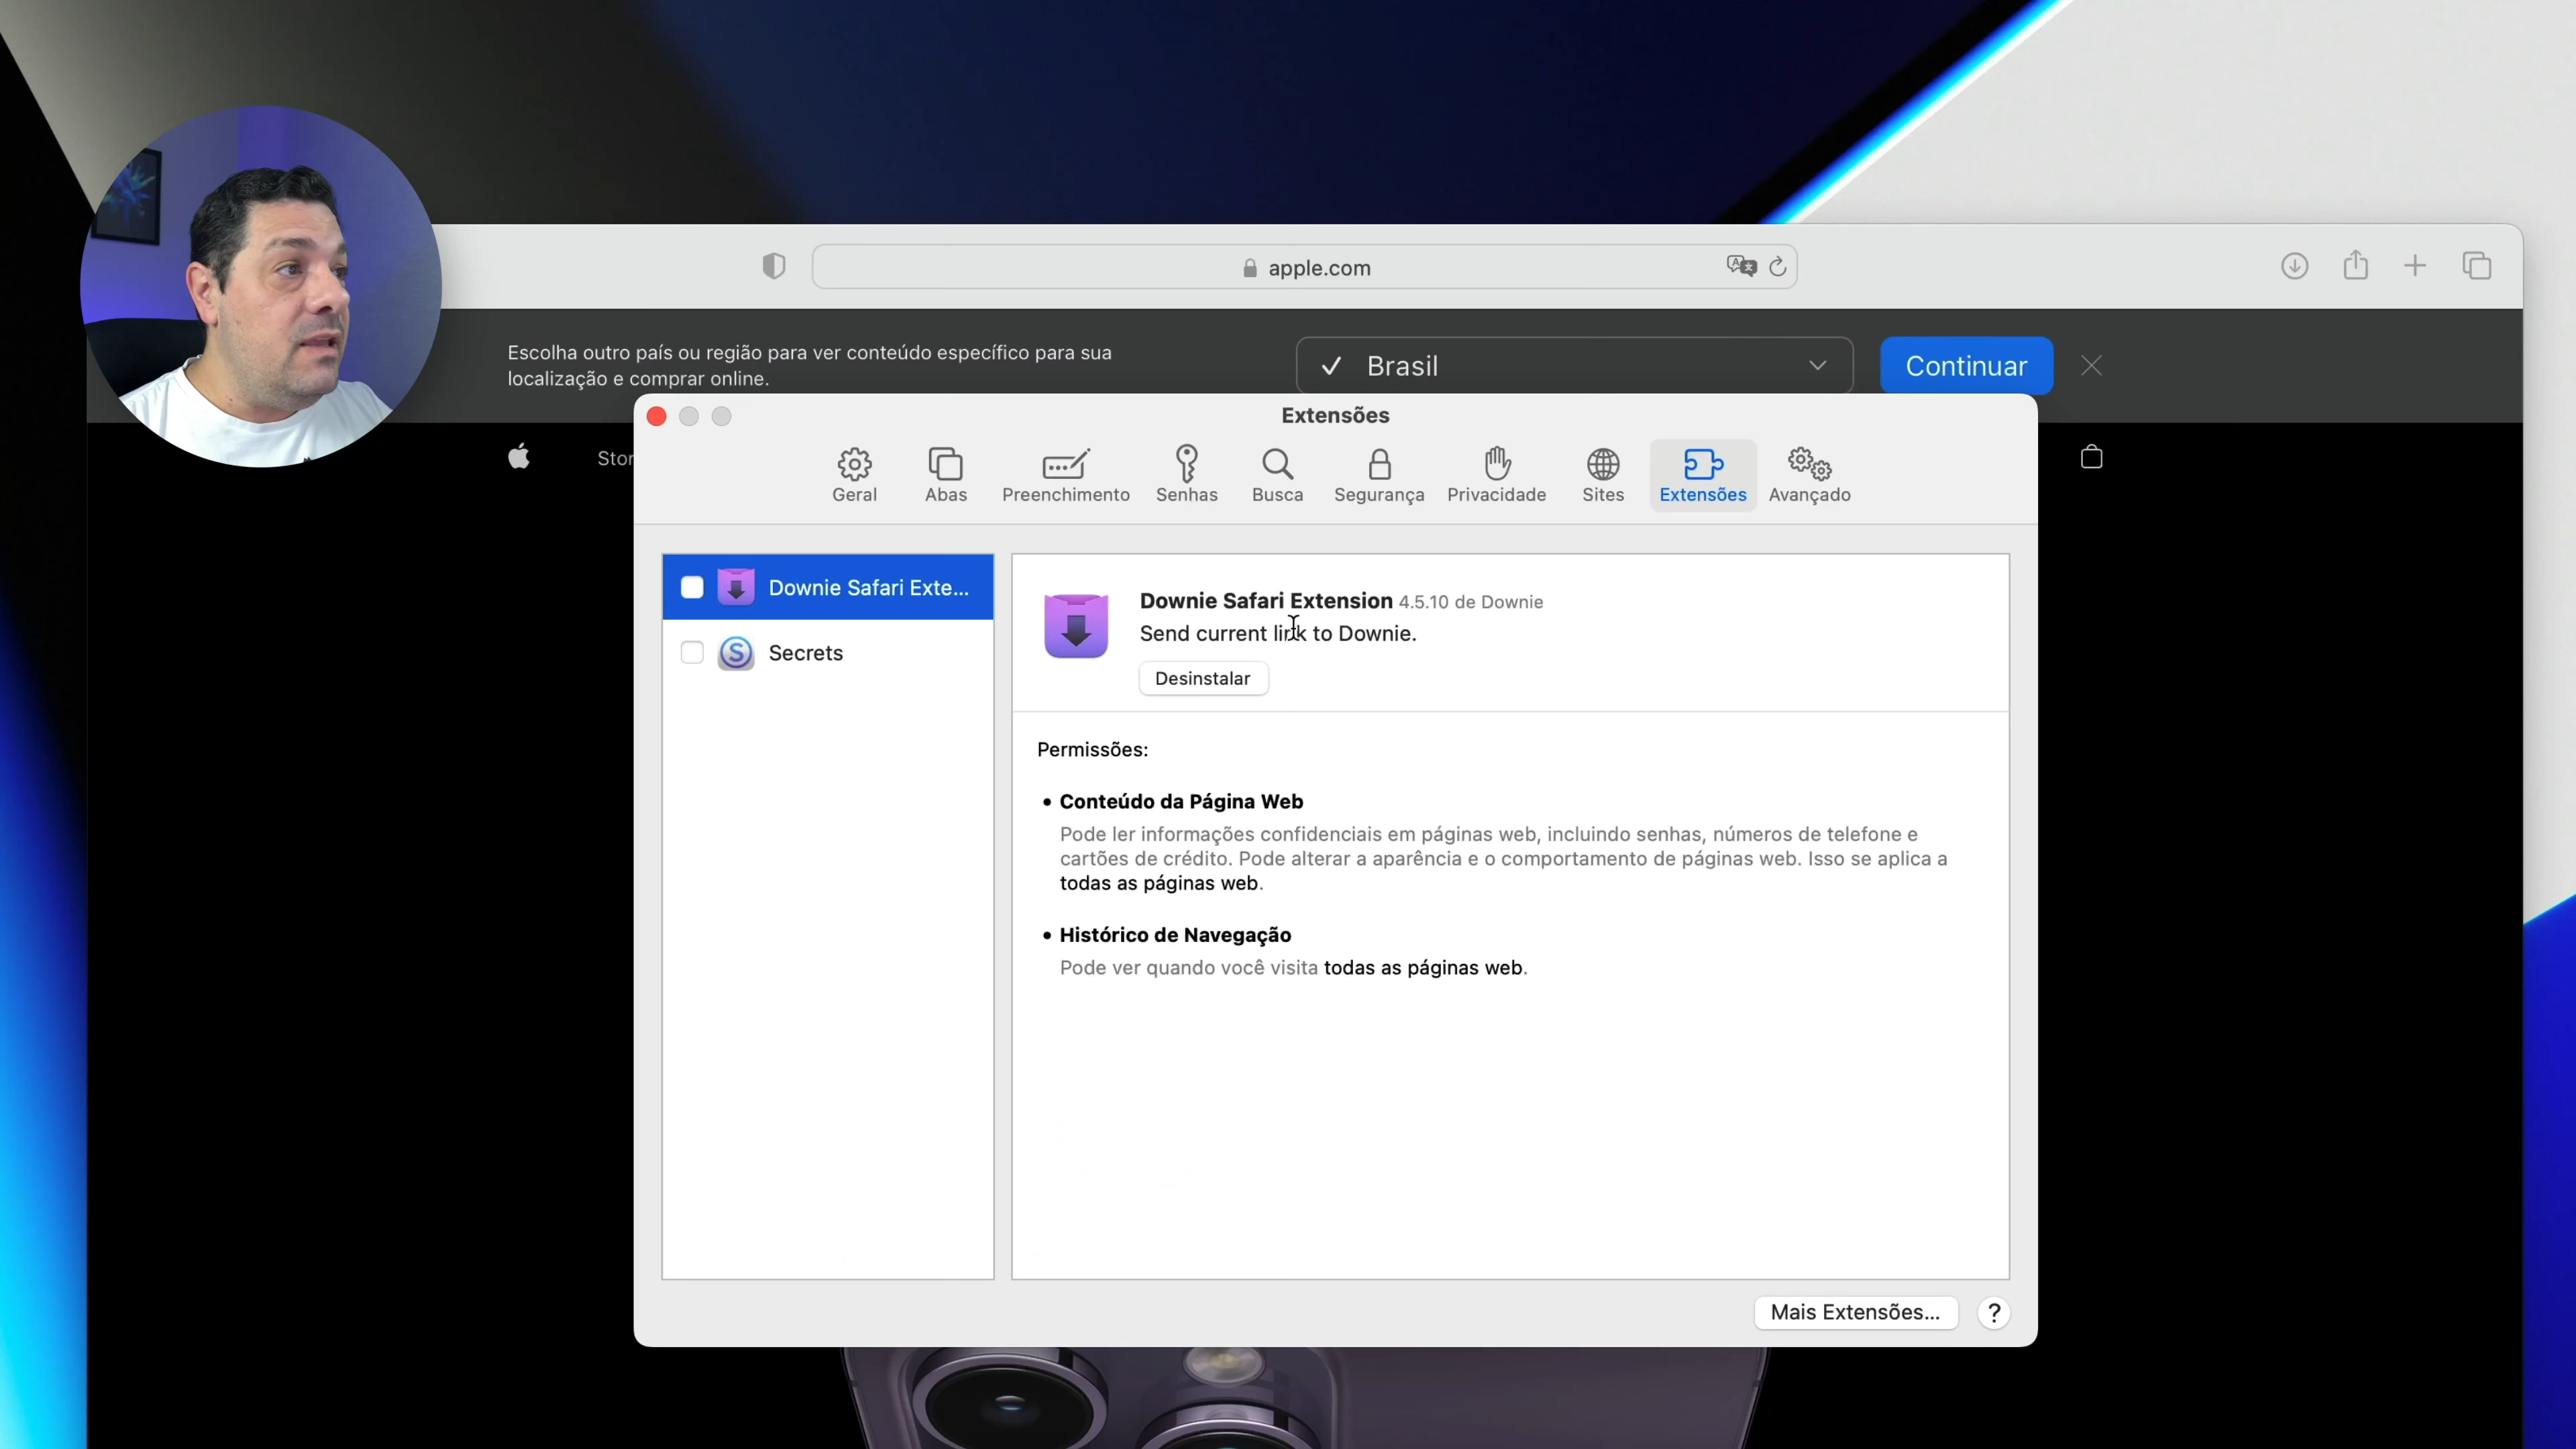 apple.com
Escolha outro país ou região para ver conteúdo específico para sua
localização e comprar online.
Brasil
Continuar
Stor
Extensões
Geral
Abas
Preenchimento
Senhas
Busca
Segurança
Privacidade
Sites
Extensões
Avançado
Downie Safari Exte...
Secrets
Downie Safari Extension 4.5.10 de Downie
Send current link to Downie.
Desinstalar
Permissões:
• Conteúdo da Página Web
Pode ler informações confidenciais em páginas web, incluindo senhas, números de telefone e
cartões de crédito. Pode alterar a aparência e o comportamento de páginas web. Isso se aplica a
todas as páginas web.
• Histórico de Navegação
Pode ver quando você visita todas as páginas web.
Mais Extensões...
?